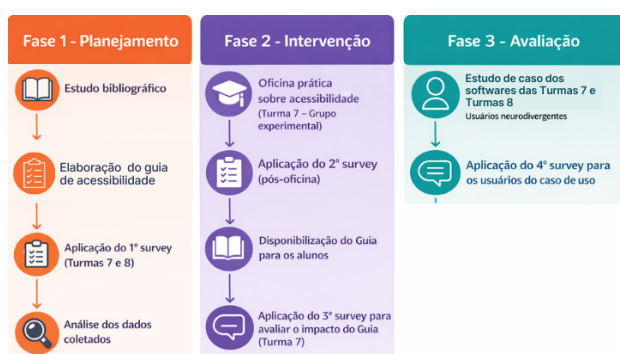 Fase 1 - Planejamento
Estudo bibliográfico
Elaboração do guia
de acessibilidade
Aplicação do 1º survey
(Turmas 7 e 8)
Análise dos dados
coletados
Fase 2 - Intervenção
Oficina prática
sobre acessibilidade
(Turma 7 – Grupo
experimental)
Aplicação do 2º survey
(pós-oficina)
Disponibilização do Guia
para os alunos
Aplicação do 3º survey para
avaliar o impacto do Guia
(Turma 7)
Fase 3 - Avaliação
Estudo de caso dos
softwares das Turmas 7 e
Turmas 8
Usuários neurodivergentes
Aplicação do 4º survey para
os usuários do caso de uso